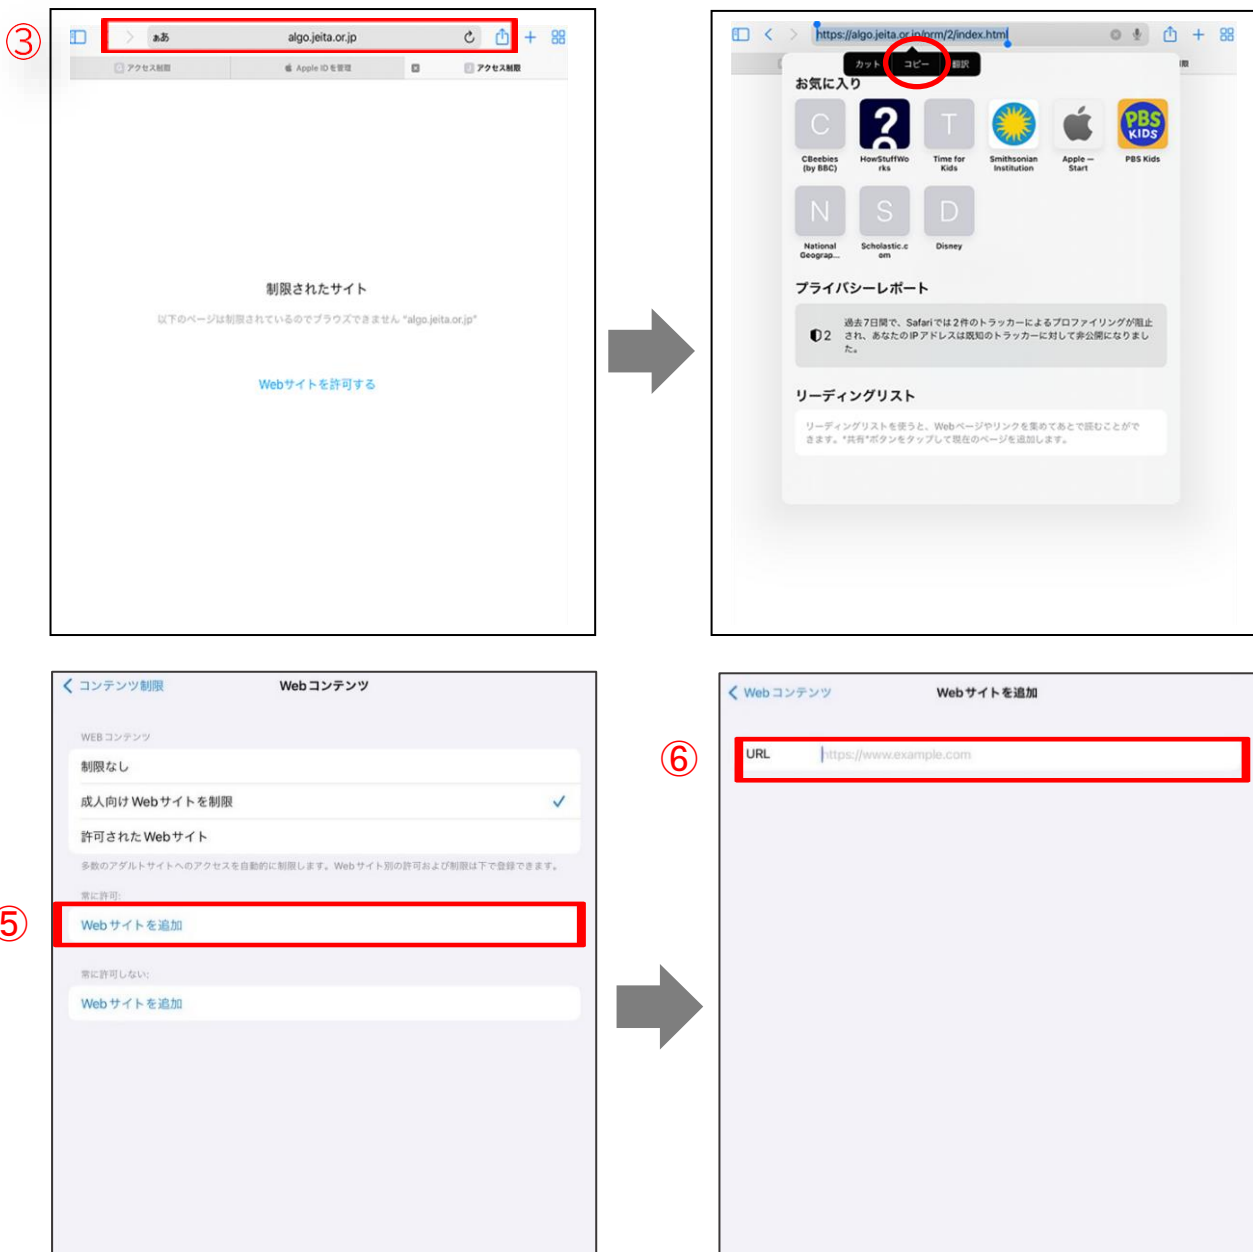 ③
ぁあ
algo.jeita.or.jp
アクセス制限
Apple IDを管理
アクセス制限
制限されたサイト
以下のページは制限されているのでブラウズできません "algo.jeita.or.jp"
Webサイトを許可する
https://algo.jeita.or.jp/prm/2/index.html
カット
コピー
翻訳
お気に入り
C
?
T
PBS
KIDS
CBeebies
(by BBC)
HowStuffWo
rks
Time for
Kids
Smithsonian
Institution
Apple —
Start
PBS Kids
N
S
D
National
Geograp...
Scholastic.c
om
Disney
プライバシーレポート
2
過去7日間で、Safariでは2件のトラッカーによるプロファイリングが阻止
され、あなたのIPアドレスは既知のトラッカーに対して非公開になりまし
た。
リーディングリスト
リーディングリストを使うと、Webページやリンクを集めてあとで読むことがで
きます。"共有"ボタンをタップして現在のページを追加します。
コンテンツ制限
Webコンテンツ
WEBコンテンツ
制限なし
成人向けWebサイトを制限
許可されたWebサイト
多数のアダルトサイトへのアクセスを自動的に制限します。Webサイト別の許可および制限は下で登録できます。
常に許可:
⑤
Webサイトを追加
常に許可しない:
Webサイトを追加
Webコンテンツ
Webサイトを追加
⑥
URL
https://www.example.com